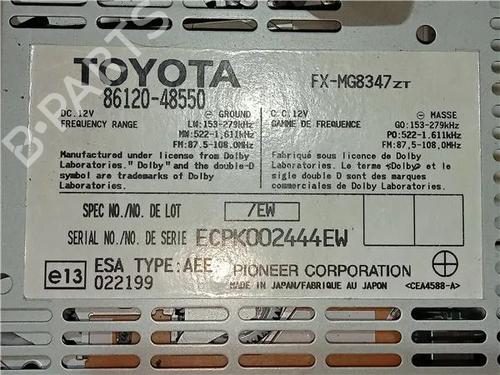 TOYOTA
86120-48550
FX-MG8347ZT
DC.12V ⊖ GROUND
FREQUENCY RANGE LW:153-279kHz
MW:522-1,611kHz
FM:87.5-108.0MHz
C.C.12V ⊖ MASSE
GAMME DE FREQUENCE GO:153-279kHz
PO:522-1,611kHz
FM:87.5-108.0MHz
Manufactured under license from Dolby
Laboratories." Dolby" and the double-D
symbol are trademarks of Dolby
Laboratories.
Fabriqué sous licence de Dolby
Laboratories. Le terme <Dolby> et le
sigle double D sont des marques
commerciales de Dolby Laboratories.
SPEC NO./NO. DE LOT /EW
SERIAL NO./NO. DE SERIE ECPK002444EW
e13 ESA TYPE:AEE
022199
PIONEER CORPORATION
MADE IN JAPAN/FABRIQUE AU JAPON <CEA4588-A>
B-PARTS